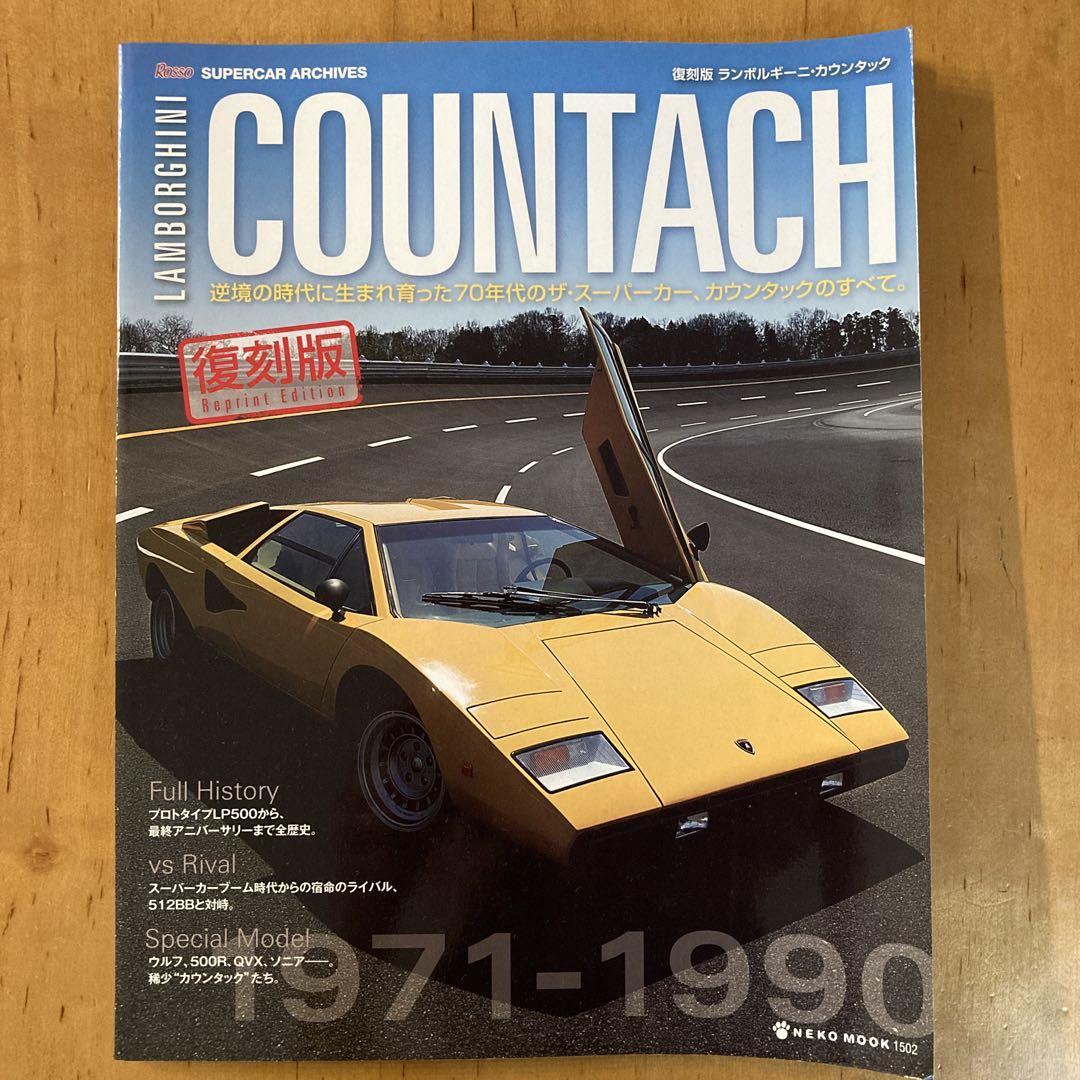 Rosso SUPERCAR ARCHIVES
復刻版 ランボルギーニ・カウンタック
LAMBORGHINI
COUNTACH
逆境の時代に生まれ育った70年代のザ・スーパーカー、カウンタックのすべて。
復刻版
Reprint Edition
Full History
プロトタイプLP500から、
最終アニバーサリーまで全歴史。
vs Rival
スーパーカーブーム時代からの宿命のライバル、
512BBと対峙。
Special Model
ウルフ、500R、QVX、ソニア──。
稀少“カウンタック”たち。
1971-1990
NEKO MOOK 1502